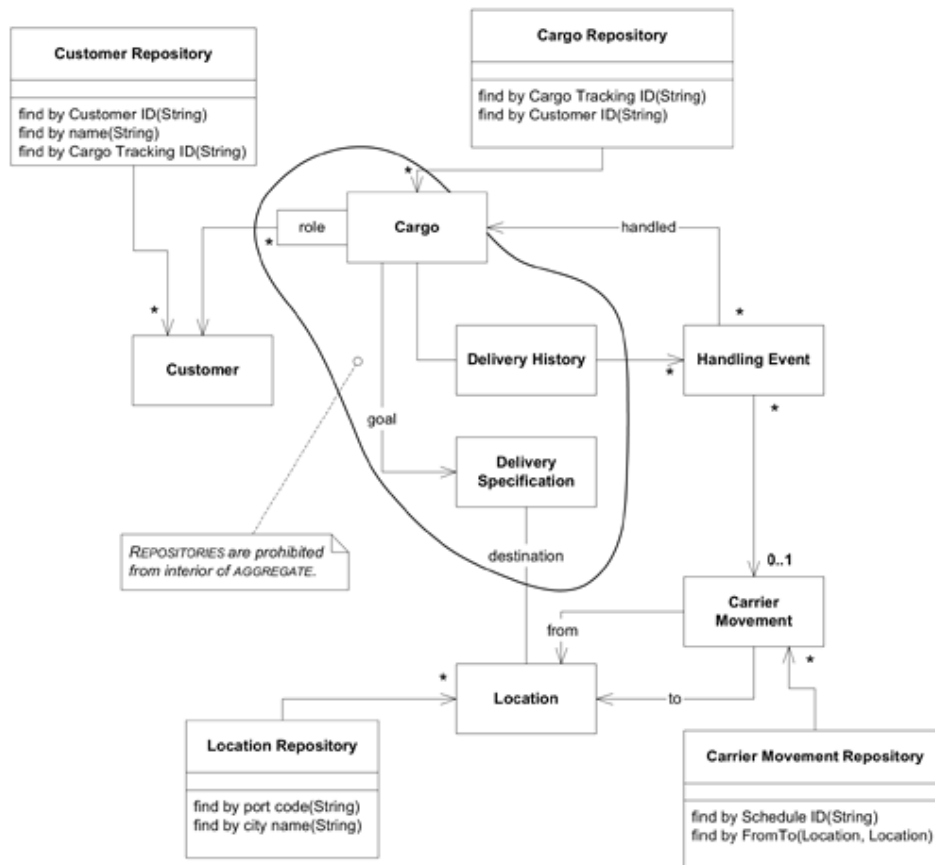 Customer Repository
find by Customer ID(String)
find by name(String)
find by Cargo Tracking ID(String)
Cargo Repository
find by Cargo Tracking ID(String)
find by Customer ID(String)
*
role
*
Cargo
handled
*
*
Customer
Delivery History
*
Handling Event
*
goal
Delivery
Specification
REPOSITORIES are prohibited
from interior of AGGREGATE.
destination
0..1
Carrier
Movement
from
*
*
Location
to
Location Repository
find by port code(String)
find by city name(String)
Carrier Movement Repository
find by Schedule ID(String)
find by FromTo(Location, Location)